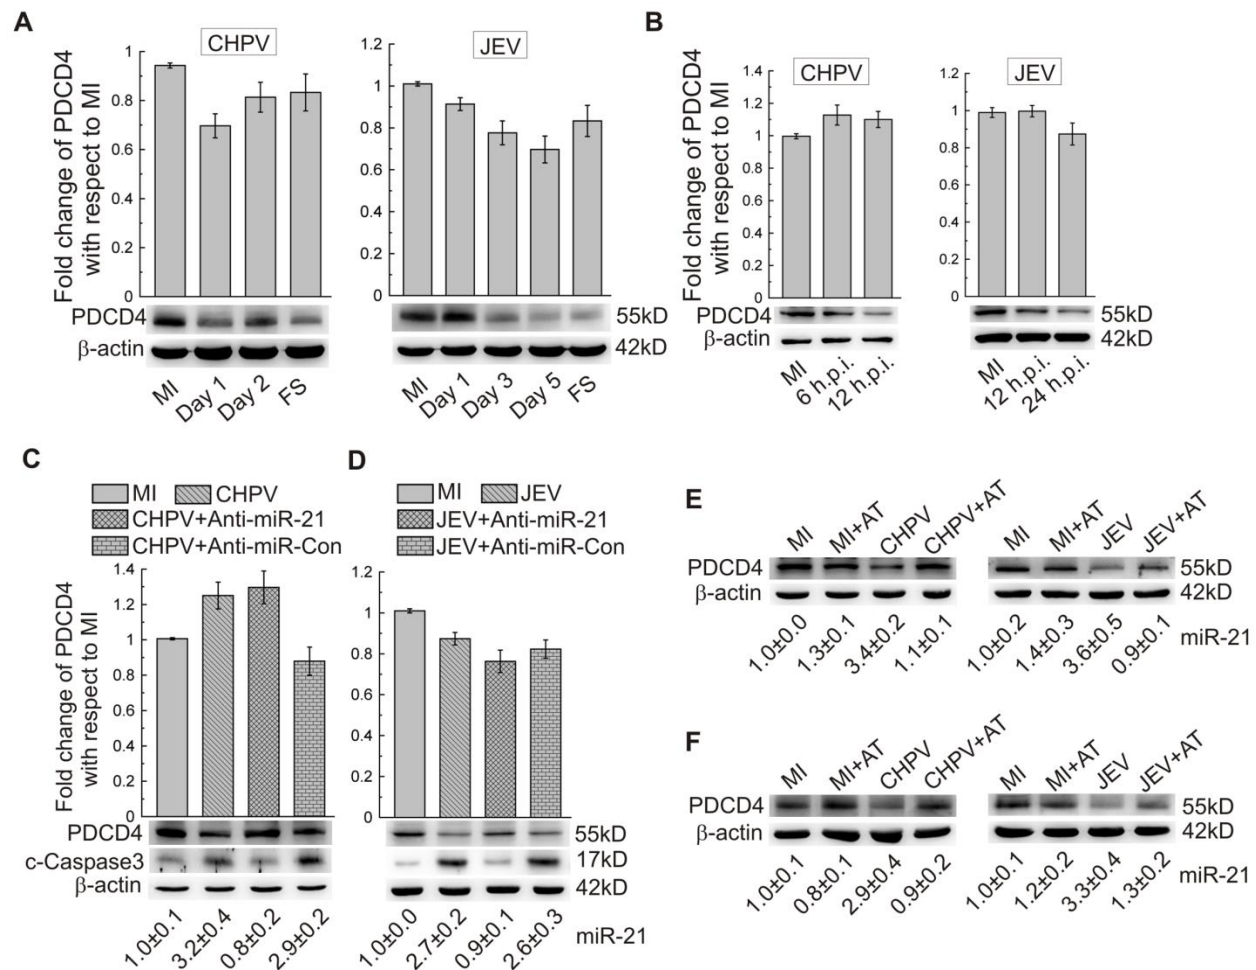 A
CHPV
Fold change of PDCD4
with respect to MI
1
0.8
0.6
0.4
0.2
0
PDCD4
β-actin
MI
Day 1
Day 2
FS
JEV
1.2
1
0.8
0.6
0.4
0.2
0
55kD
42kD
MI
Day 1
Day 3
Day 5
FS
B
CHPV
Fold change of PDCD4
with respect to MI
1.4
1.2
1
0.8
0.6
0.4
0.2
0
PDCD4
β-actin
MI
6 h.p.i.
12 h.p.i.
JEV
1.4
1.2
1
0.8
0.6
0.4
0.2
0
55kD
42kD
MI
12 h.p.i.
24 h.p.i.
C
MI CHPV
CHPV+Anti-miR-21
CHPV+Anti-miR-Con
Fold change of PDCD4
with respect to MI
1.4
1.2
1
0.8
0.6
0.4
0.2
0
PDCD4
c-Caspase3
β-actin
1.0±0.1
3.2±0.4
0.8±0.2
2.9±0.2
D
MI JEV
JEV+Anti-miR-21
JEV+Anti-miR-Con
1.2
1
0.8
0.6
0.4
0.2
0
55kD
17kD
42kD
1.0±0.0
2.7±0.2
0.9±0.1
2.6±0.3
miR-21
E
MI
MI+AT
CHPV
CHPV+AT
PDCD4
β-actin
1.0±0.0
1.3±0.1
3.4±0.2
1.1±0.1
MI
MI+AT
JEV
JEV+AT
55kD
42kD
1.0±0.2
1.4±0.3
3.6±0.5
0.9±0.1
miR-21
F
MI
MI+AT
CHPV
CHPV+AT
PDCD4
β-actin
1.0±0.1
0.8±0.1
2.9±0.4
0.9±0.2
MI
MI+AT
JEV
JEV+AT
55kD
42kD
1.0±0.1
1.2±0.2
3.3±0.4
1.3±0.2
miR-21